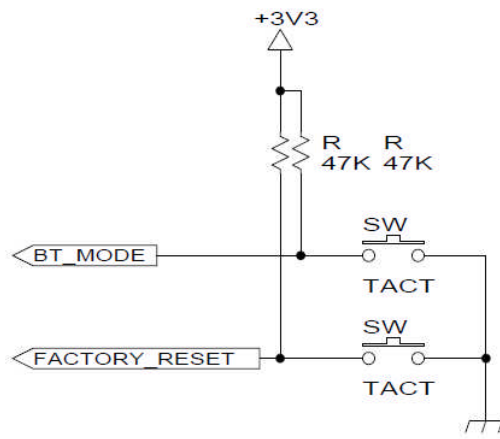 +3V3
R R
47K 47K
SW
BT_MODE
TACT
SW
FACTORY_RESET
TACT